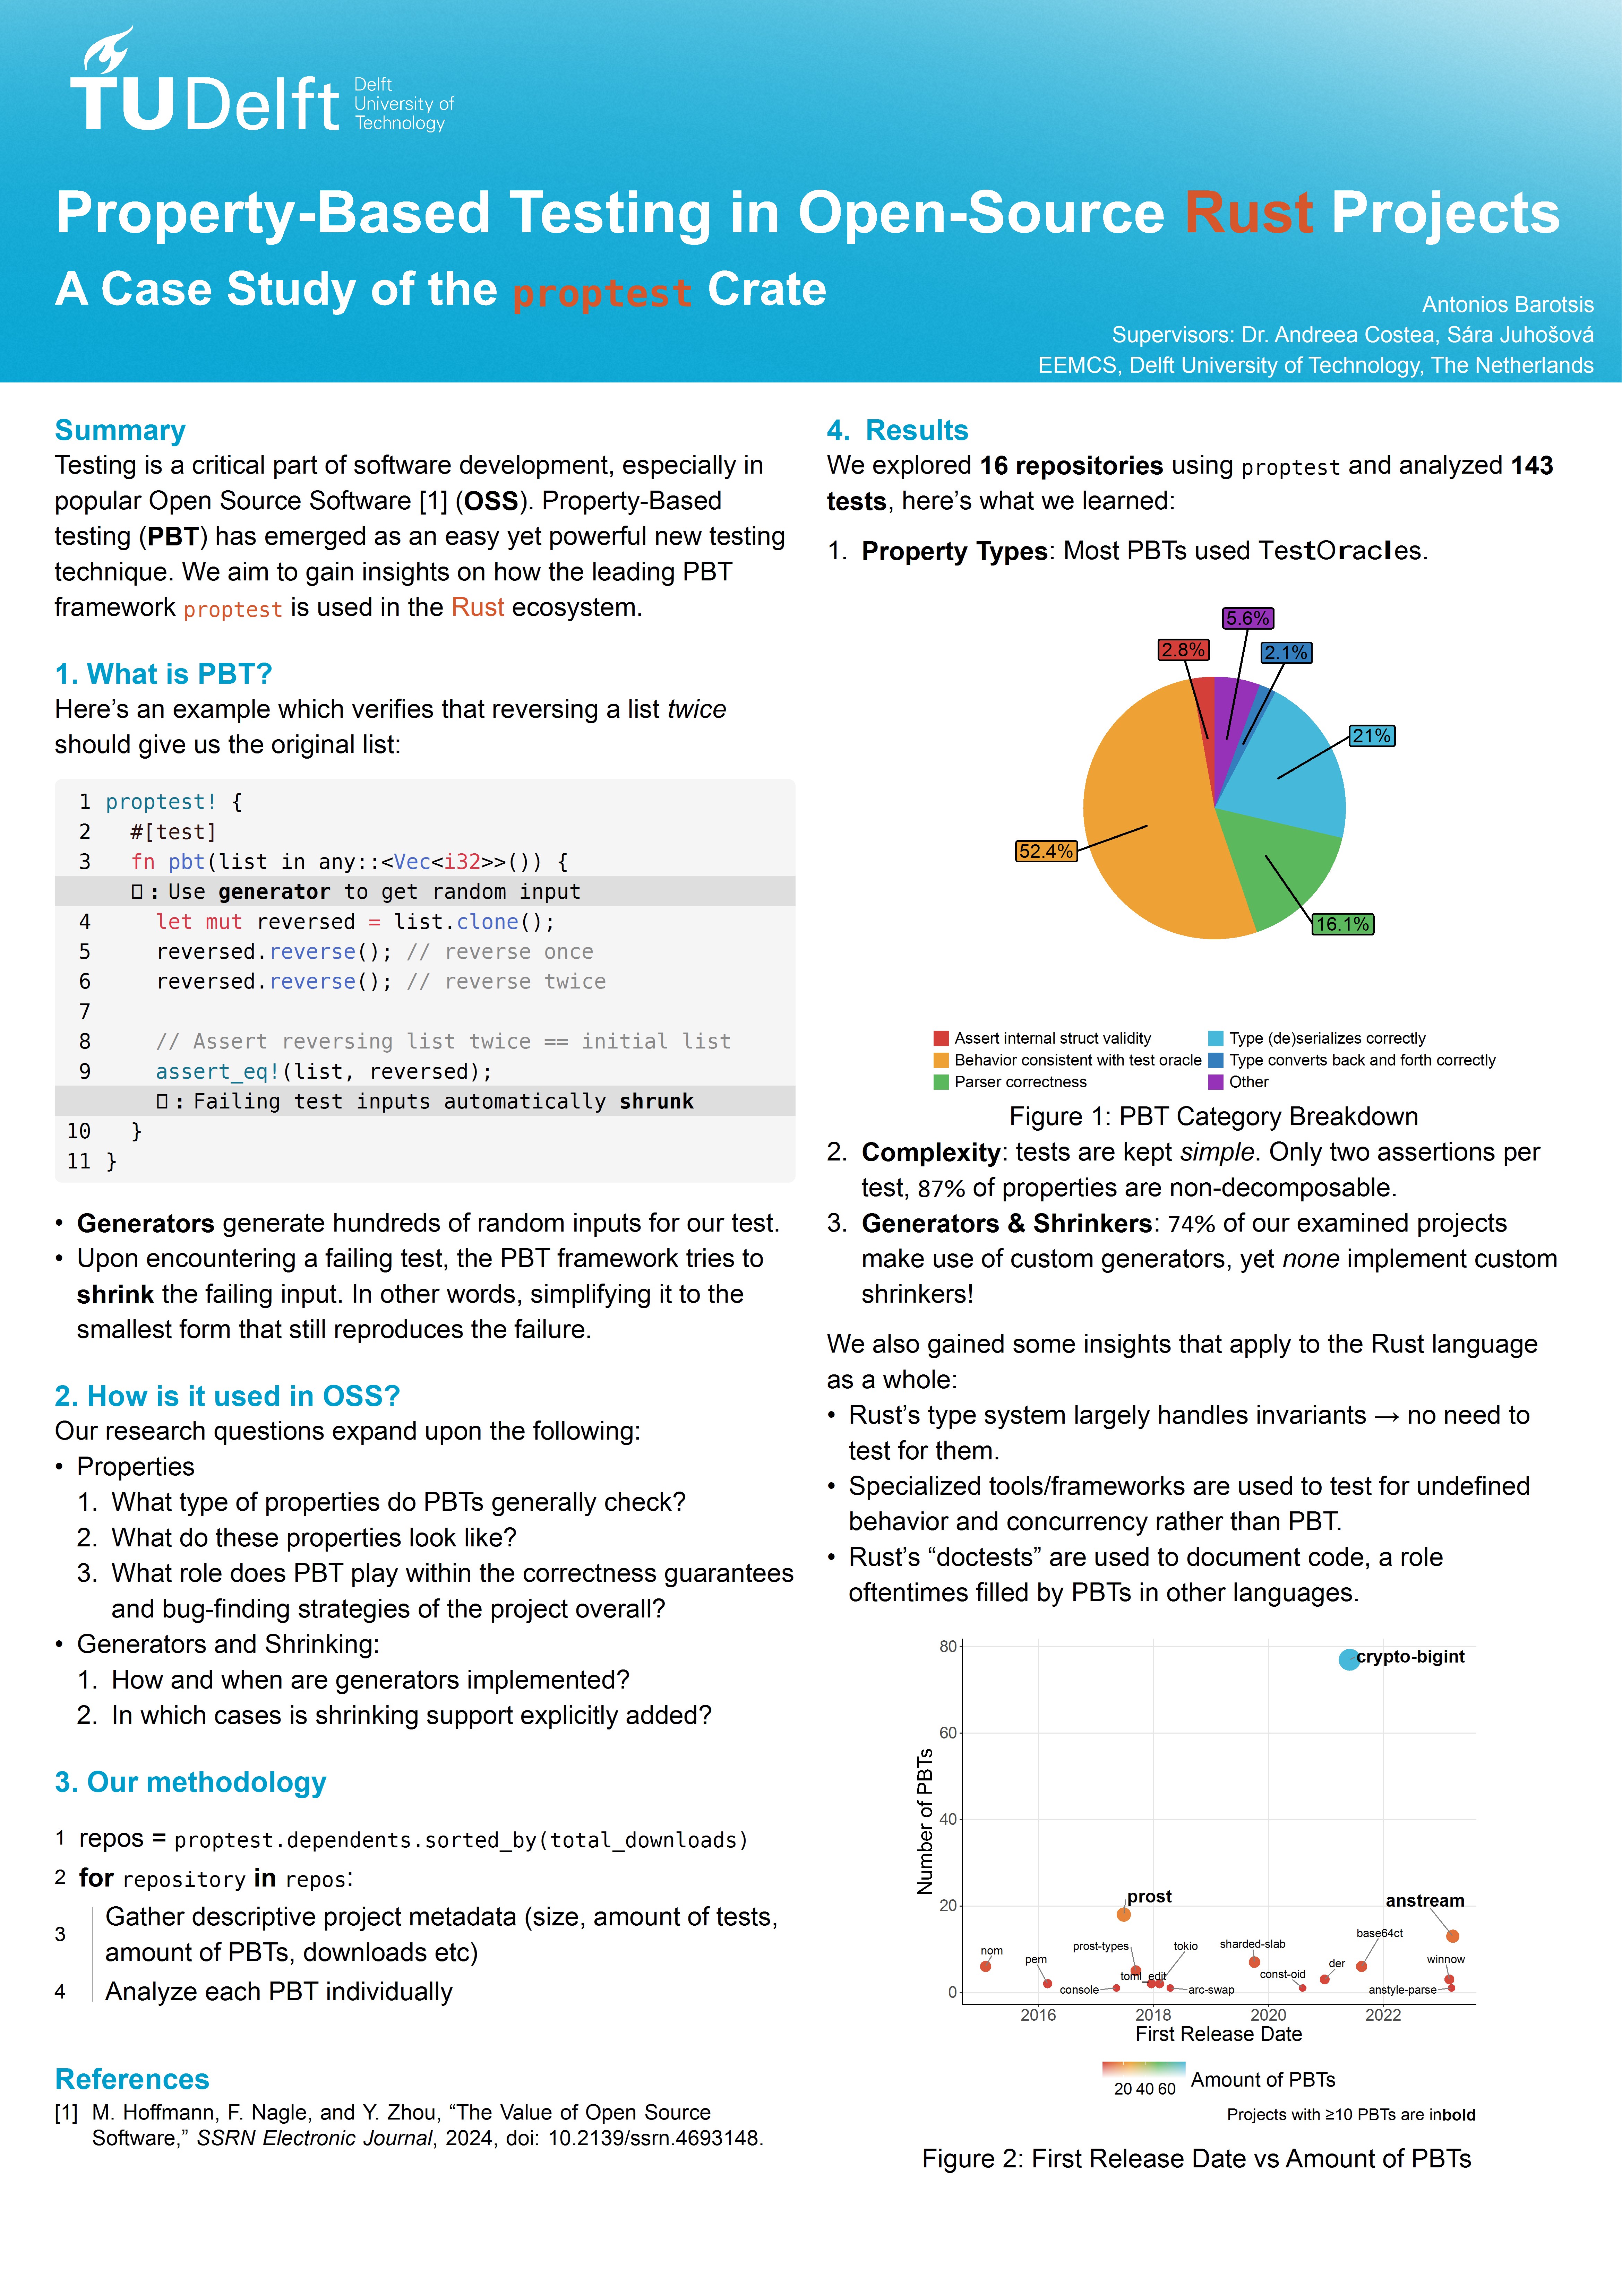 TUDelft
Delft
University of
Technology
Property-Based Testing in Open-Source Rust Projects
A Case Study of the proptest Crate
Antonios Barotsis
Supervisors: Dr. Andreea Costea, Sára Juhošová
EEMCS, Delft University of Technology, The Netherlands
Summary
Testing is a critical part of software development, especially in
popular Open Source Software [1] (OSS). Property-Based
testing (PBT) has emerged as an easy yet powerful new testing
technique. We aim to gain insights on how the leading PBT
framework proptest is used in the Rust ecosystem.
1. What is PBT?
Here's an example which verifies that reversing a list twice
should give us the original list:
1 proptest! {
2 #[test]
3 fn pbt(list in any::<Vec<i32>>()) {
▯: Use generator to get random input
4 let mut reversed = list.clone();
5 reversed.reverse(); // reverse once
6 reversed.reverse(); // reverse twice
7
8 // Assert reversing list twice == initial list
9 assert_eq!(list, reversed);
▯: Failing test inputs automatically shrunk
10 }
11 }
• Generators generate hundreds of random inputs for our test.
• Upon encountering a failing test, the PBT framework tries to
shrink the failing input. In other words, simplifying it to the
smallest form that still reproduces the failure.
2. How is it used in OSS?
Our research questions expand upon the following:
• Properties
1. What type of properties do PBTs generally check?
2. What do these properties look like?
3. What role does PBT play within the correctness guarantees
and bug-finding strategies of the project overall?
• Generators and Shrinking:
1. How and when are generators implemented?
2. In which cases is shrinking support explicitly added?
3. Our methodology
1 repos = proptest.dependents.sorted_by(total_downloads)
2 for repository in repos:
3 Gather descriptive project metadata (size, amount of tests,
amount of PBTs, downloads etc)
4 Analyze each PBT individually
References
[1] M. Hoffmann, F. Nagle, and Y. Zhou, “The Value of Open Source
Software,” SSRN Electronic Journal, 2024, doi: 10.2139/ssrn.4693148.
4. Results
We explored 16 repositories using proptest and analyzed 143
tests, here's what we learned:
1. Property Types: Most PBTs used TestOracles.
5.6%
2.8%
2.1%
21%
52.4%
16.1%
Assert internal struct validity
Type (de)serializes correctly
Behavior consistent with test oracle
Type converts back and forth correctly
Parser correctness
Other
Figure 1: PBT Category Breakdown
2. Complexity: tests are kept simple. Only two assertions per
test, 87% of properties are non-decomposable.
3. Generators & Shrinkers: 74% of our examined projects
make use of custom generators, yet none implement custom
shrinkers!
We also gained some insights that apply to the Rust language
as a whole:
• Rust's type system largely handles invariants → no need to
test for them.
• Specialized tools/frameworks are used to test for undefined
behavior and concurrency rather than PBT.
• Rust's “doctests” are used to document code, a role
oftentimes filled by PBTs in other languages.
80
crypto-bigint
60
Number of PBTs
40
20
prost
anstream
base64ct
nom
pem
prost-types
tokio
sharded-slab
winnow
der
const-oid
toml_edit
console
arc-swap
anstyle-parse
0
2016 2018 2020 2022
First Release Date
20 40 60 Amount of PBTs
Projects with ≥10 PBTs are inbold
Figure 2: First Release Date vs Amount of PBTs